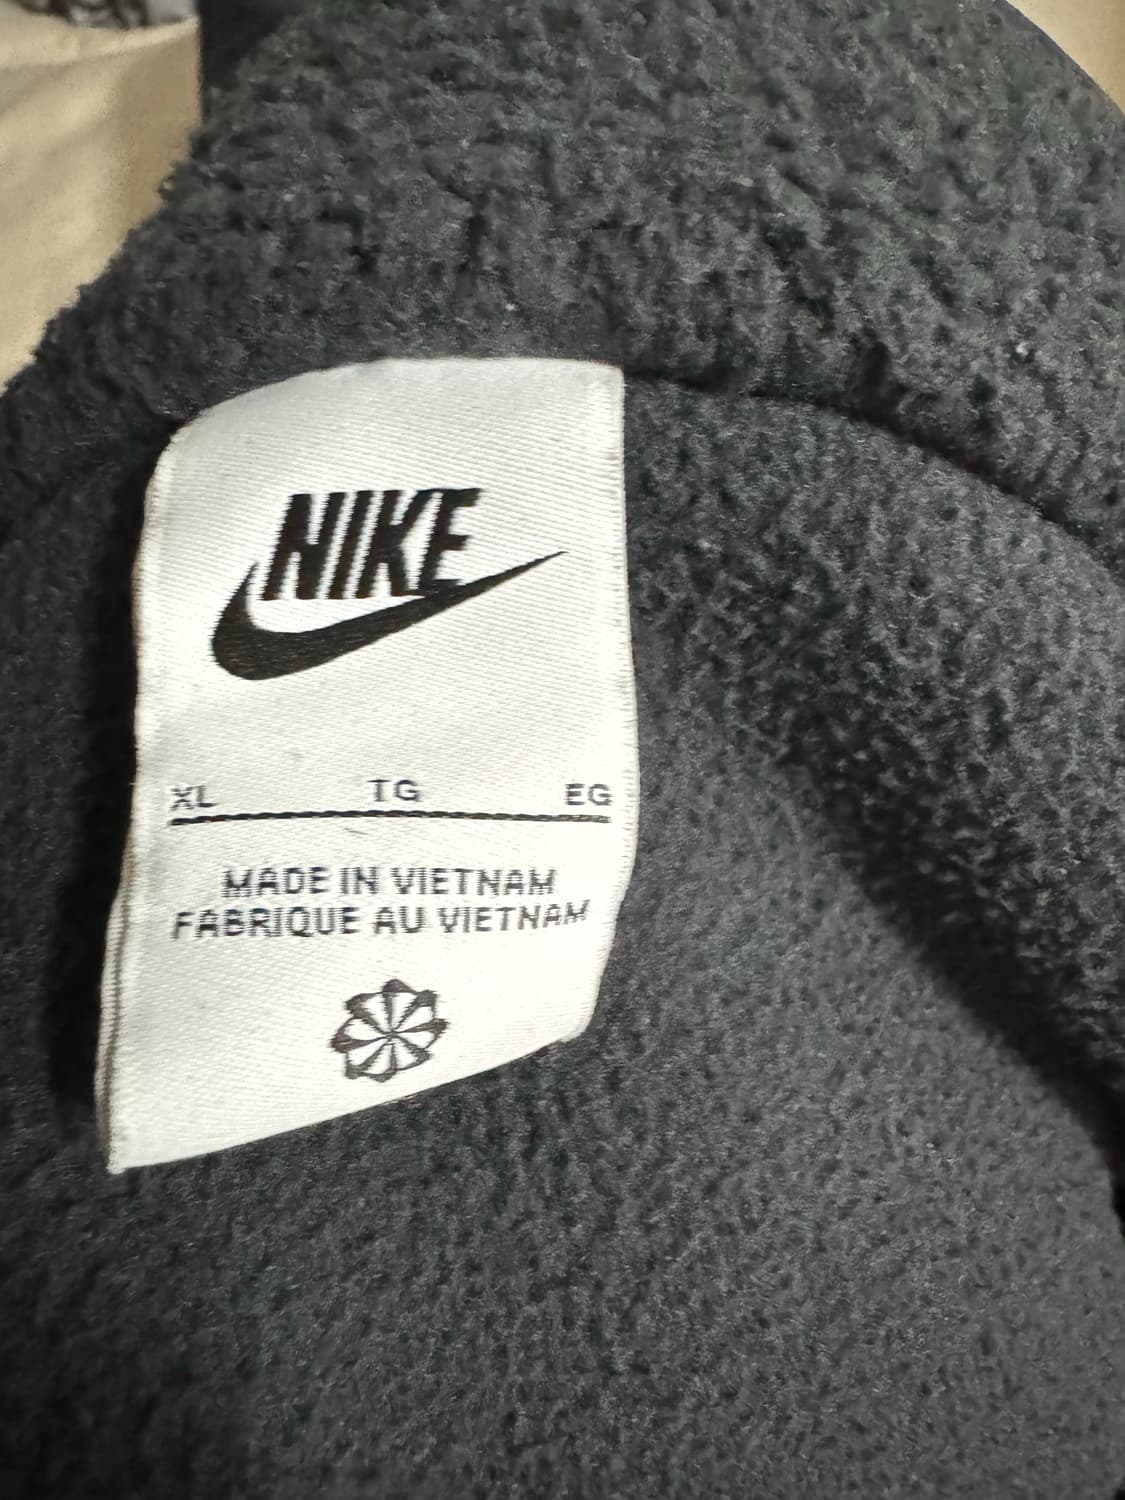 NIKE
XL TG EG
MADE IN VIETNAM
FABRIQUE AU VIETNAM